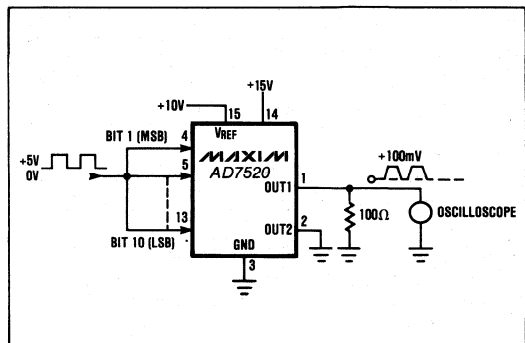 +15V
+10V
15
14
VREF
BIT 1 (MSB)
4
MAXIM
AD7520
+5V
0V
5
+100mV
OUT1
1
100Ω
OSCILLOSCOPE
13
OUT2
2
BIT 10 (LSB)
GND
3